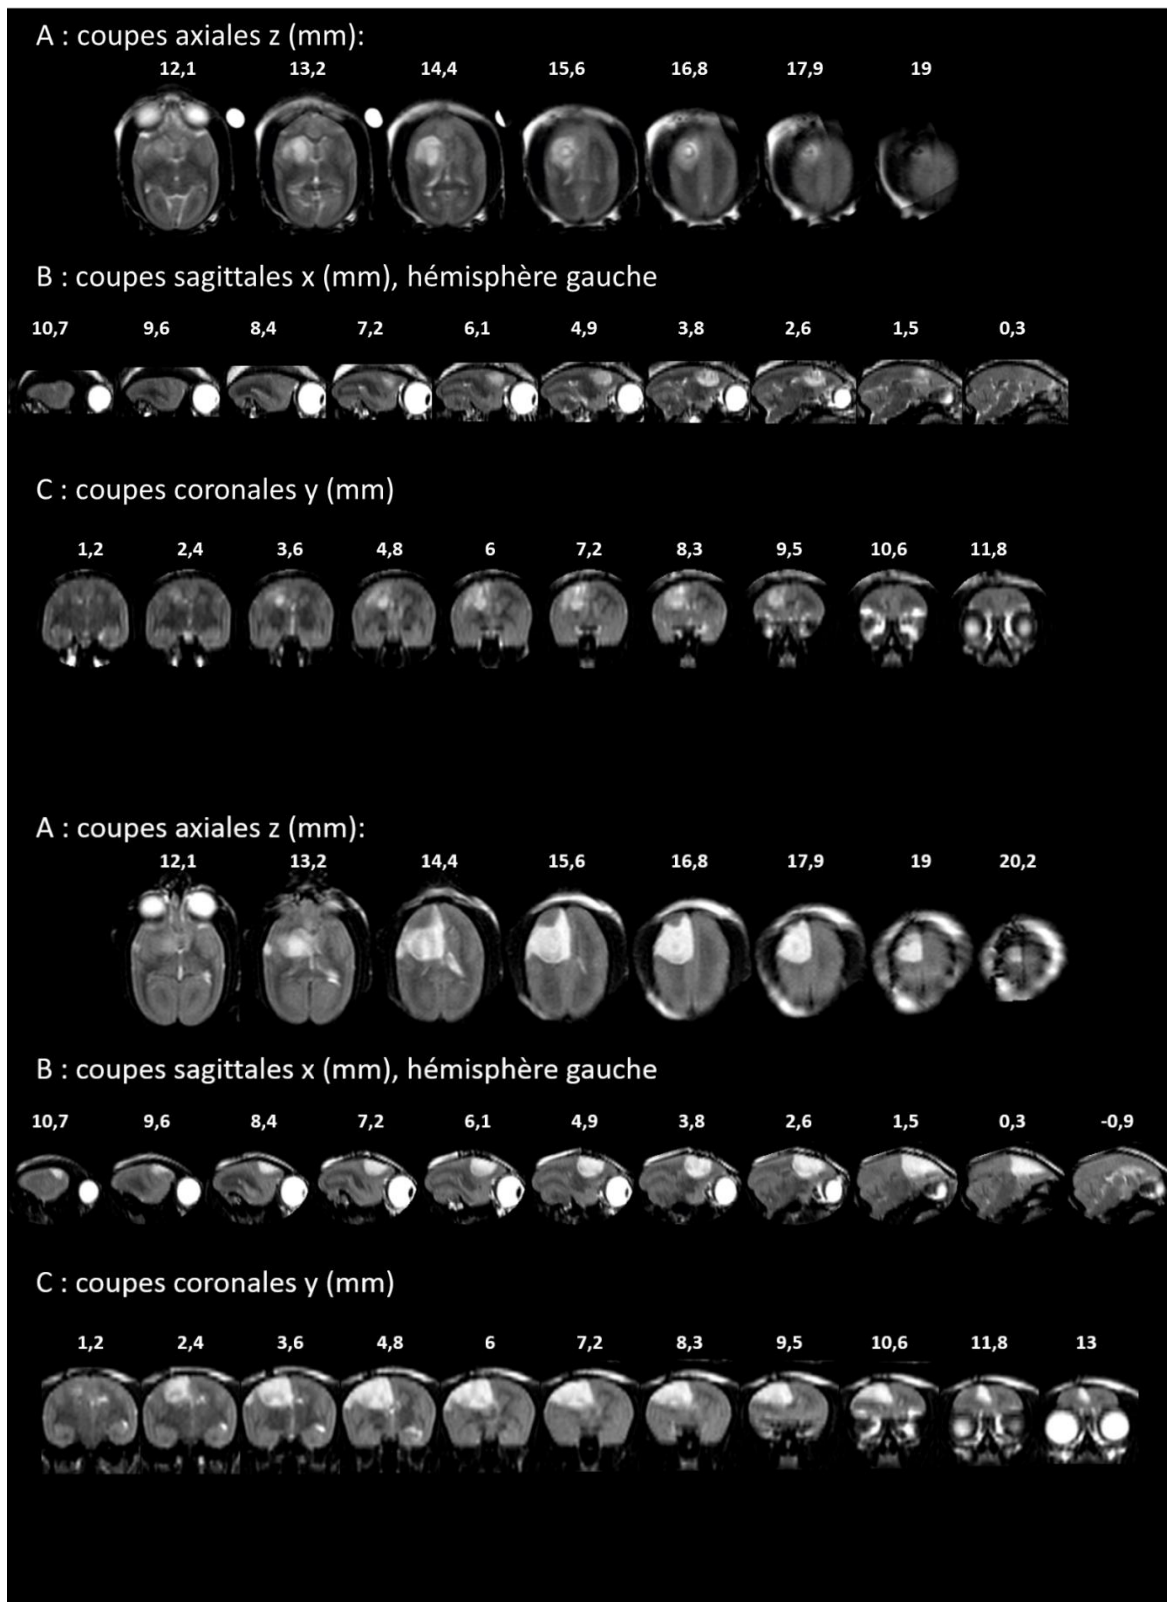 A : coupes axiales z (mm):
12,1 13,2 14,4 15,6 16,8 17,9 19
B : coupes sagittales x (mm), hémisphère gauche
10,7 9,6 8,4 7,2 6,1 4,9 3,8 2,6 1,5 0,3
C : coupes coronales y (mm)
1,2 2,4 3,6 4,8 6 7,2 8,3 9,5 10,6 11,8
A : coupes axiales z (mm):
12,1 13,2 14,4 15,6 16,8 17,9 19 20,2
B : coupes sagittales x (mm), hémisphère gauche
10,7 9,6 8,4 7,2 6,1 4,9 3,8 2,6 1,5 0,3 -0,9
C : coupes coronales y (mm)
1,2 2,4 3,6 4,8 6 7,2 8,3 9,5 10,6 11,8 13